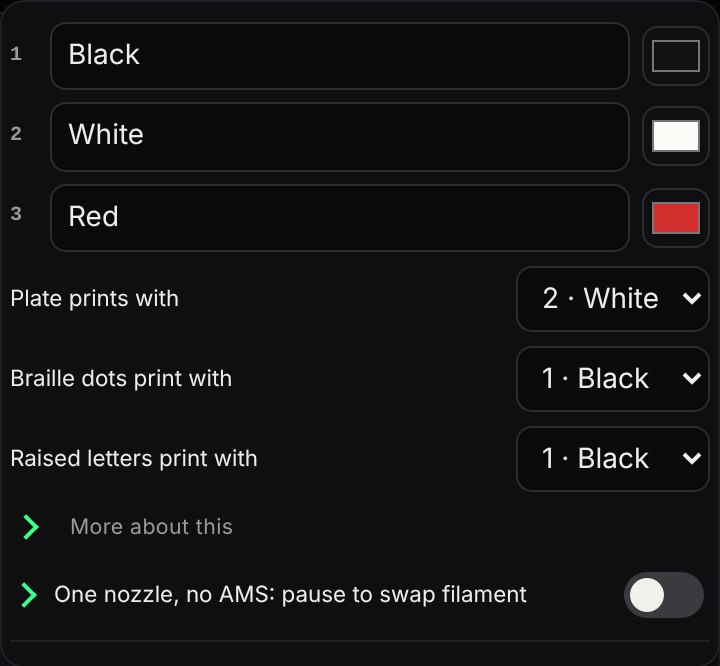 1 Black
2 White
3 Red
Plate prints with 2 · White
Braille dots print with 1 · Black
Raised letters print with 1 · Black
More about this
One nozzle, no AMS: pause to swap filament